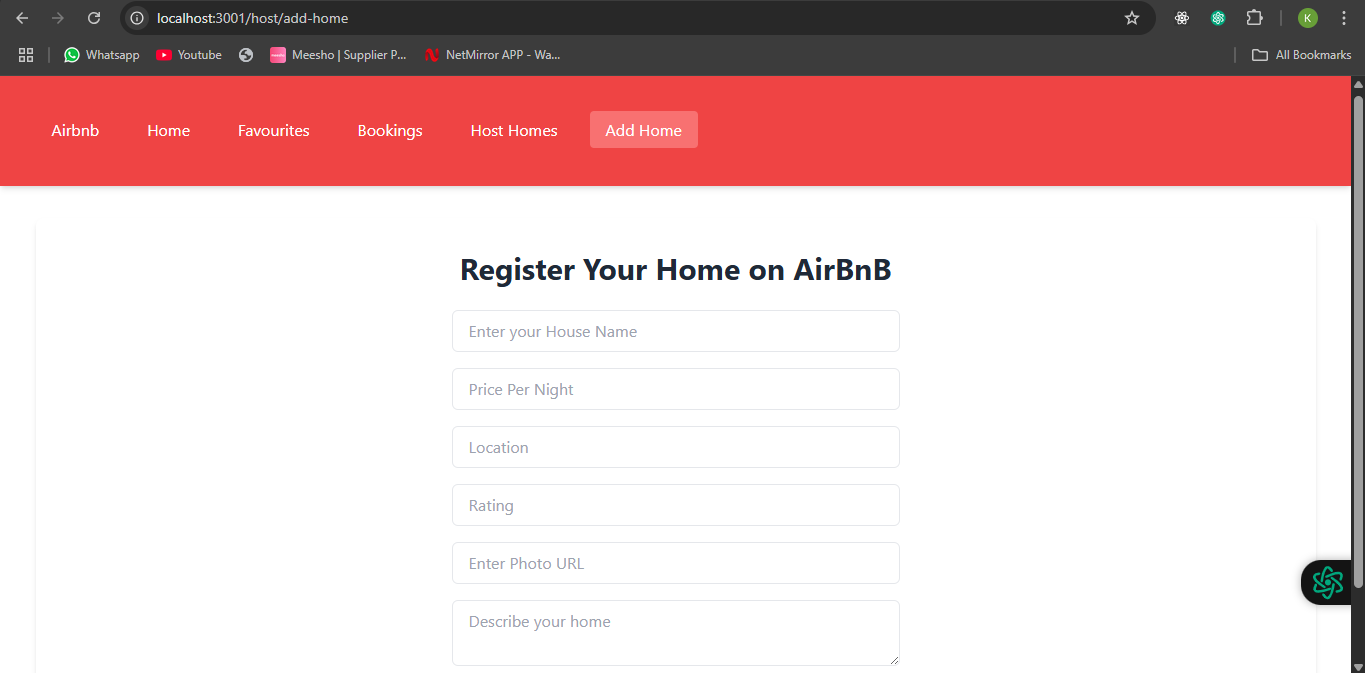 localhost:3001/host/add-home
K
Whatsapp Youtube Meesho | Supplier P... NetMirror APP - Wa... All Bookmarks
Airbnb Home Favourites Bookings Host Homes Add Home
Register Your Home on AirBnB
Enter your House Name
Price Per Night
Location
Rating
Enter Photo URL
Describe your home